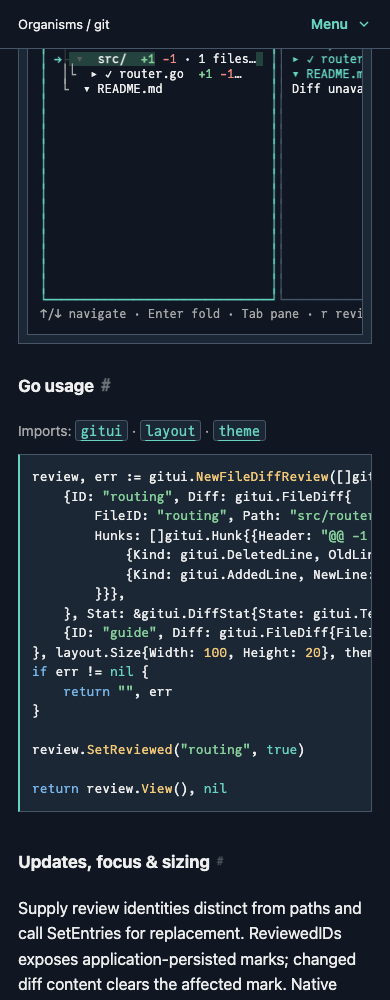 Organisms / git
Menu
→ ▾ src/ +1 −1 · 1 files…
└ ▸ ✓ router.go +1 -1…
└ ▾ README.md
▸ ✓ router
▾ README.m
Diff unava
↑/↓ navigate · Enter fold · Tab pane · r revi
Go usage #
Imports: gitui · layout · theme
review, err := gitui.NewFileDiffReview([]git
    {ID: "routing", Diff: gitui.FileDiff{
        FileID: "routing", Path: "src/router
        Hunks: []gitui.Hunk{{Header: "@@ -1
            {Kind: gitui.DeletedLine, OldLin
            {Kind: gitui.AddedLine, NewLine:
        }}},
    }, Stat: &gitui.DiffStat{State: gitui.Te
    {ID: "guide", Diff: gitui.FileDiff{FileI
}, layout.Size{Width: 100, Height: 20}, them
if err != nil {
    return "", err
}
review.SetReviewed("routing", true)
return review.View(), nil
Updates, focus & sizing #
Supply review identities distinct from paths and
call SetEntries for replacement. ReviewedIDs
exposes application-persisted marks; changed
diff content clears the affected mark. Native